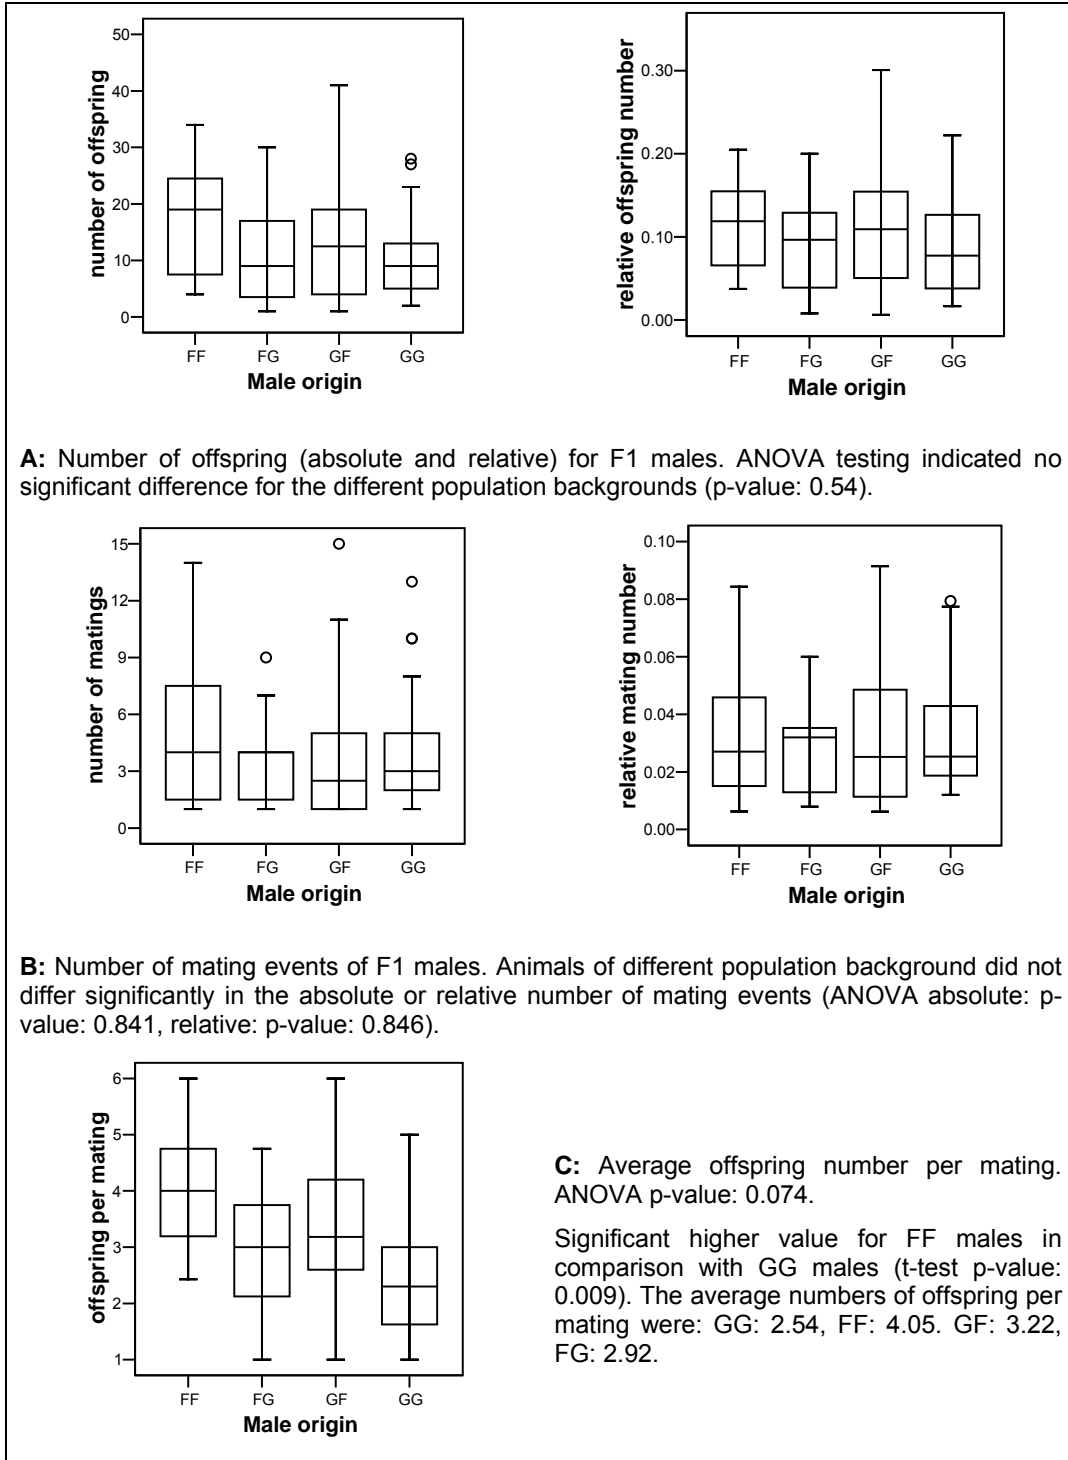 number of offspring
50
40
30
20
10
0
FF FG GF GG
Male origin
relative offspring number
0.30
0.20
0.10
0.00
FF FG GF GG
Male origin
A: Number of offspring (absolute and relative) for F1 males. ANOVA testing indicated no
significant difference for the different population backgrounds (p-value: 0.54).
number of matings
15
12
9
6
3
0
FF FG GF GG
Male origin
relative mating number
0.10
0.08
0.06
0.04
0.02
0.00
FF FG GF GG
Male origin
B: Number of mating events of F1 males. Animals of different population background did not
differ significantly in the absolute or relative number of mating events (ANOVA absolute: p-
value: 0.841, relative: p-value: 0.846).
offspring per mating
6
5
4
3
2
1
FF FG GF GG
Male origin
C: Average offspring number per mating.
ANOVA p-value: 0.074.
Significant higher value for FF males in
comparison with GG males (t-test p-value:
0.009). The average numbers of offspring per
mating were: GG: 2.54, FF: 4.05. GF: 3.22,
FG: 2.92.